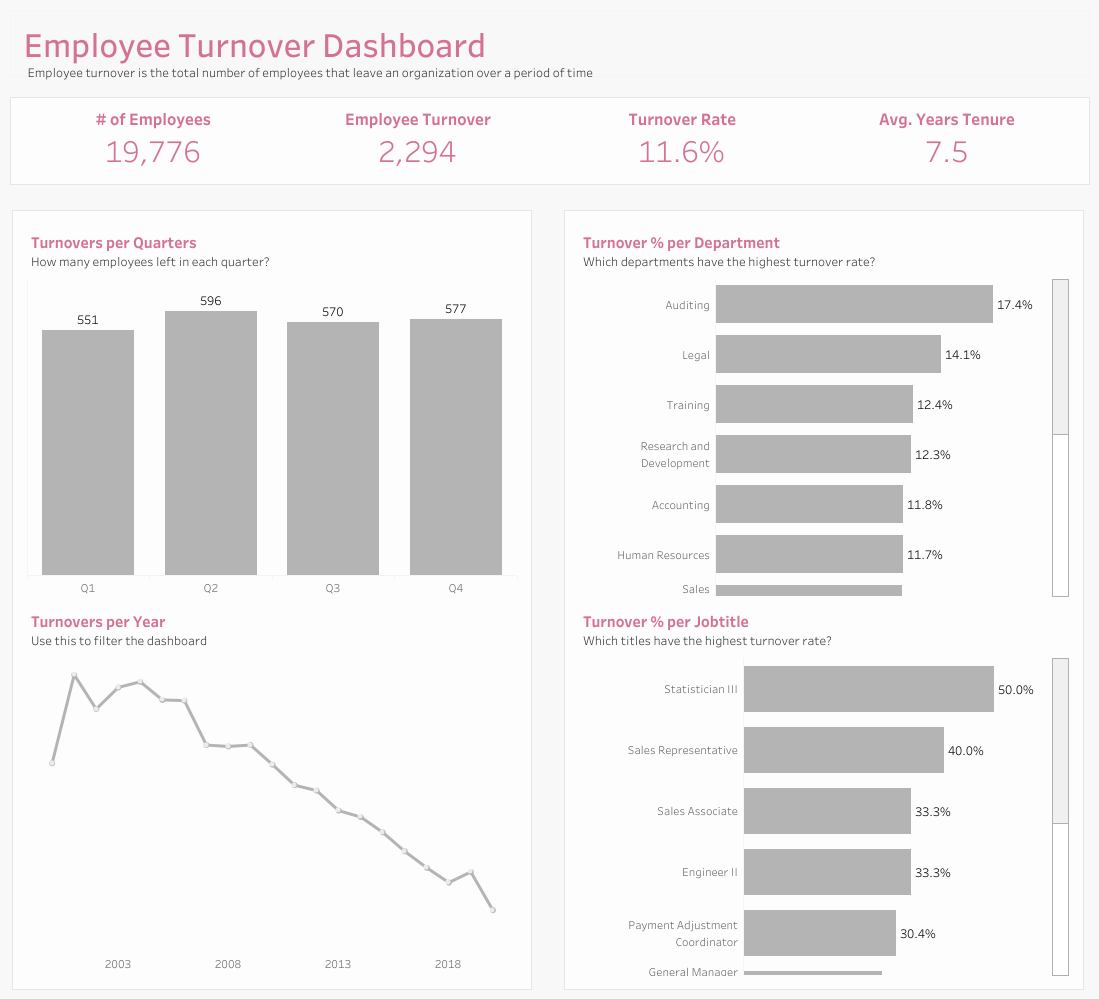 Employee Turnover Dashboard
Employee turnover is the total number of employees that leave an organization over a period of time
# of Employees
19,776
Employee Turnover
2,294
Turnover Rate
11.6%
Avg. Years Tenure
7.5
Turnovers per Quarters
How many employees left in each quarter?
551
596
570
577
Q1
Q2
Q3
Q4
Turnovers per Year
Use this to filter the dashboard
2003
2008
2013
2018
Turnover % per Department
Which departments have the highest turnover rate?
Auditing
17.4%
Legal
14.1%
Training
12.4%
Research and
Development
12.3%
Accounting
11.8%
Human Resources
11.7%
Sales
Turnover % per Jobtitle
Which titles have the highest turnover rate?
Statistician III
50.0%
Sales Representative
40.0%
Sales Associate
33.3%
Engineer II
33.3%
Payment Adjustment
Coordinator
30.4%
General Manager